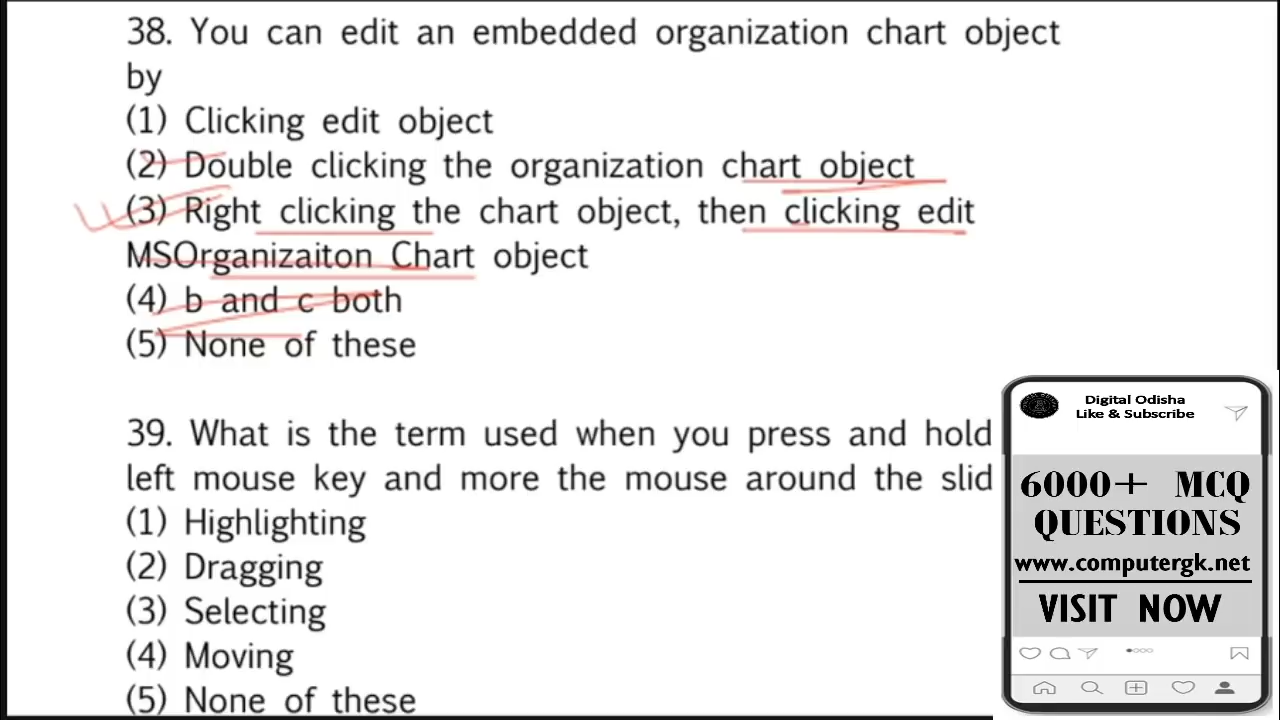 38. You can edit an embedded organization chart object
by
(1) Clicking edit object
(2) Double clicking the organization chart object
(3) Right clicking the chart object, then clicking edit
MSOrganizaiton Chart object
(4) b and c both
(5) None of these
39. What is the term used when you press and hold
left mouse key and more the mouse around the slid
(1) Highlighting
(2) Dragging
(3) Selecting
(4) Moving
(5) None of these
Digital Odisha
Like & Subscribe
6000+ MCQ
QUESTIONS
www.computergk.net
VISIT NOW